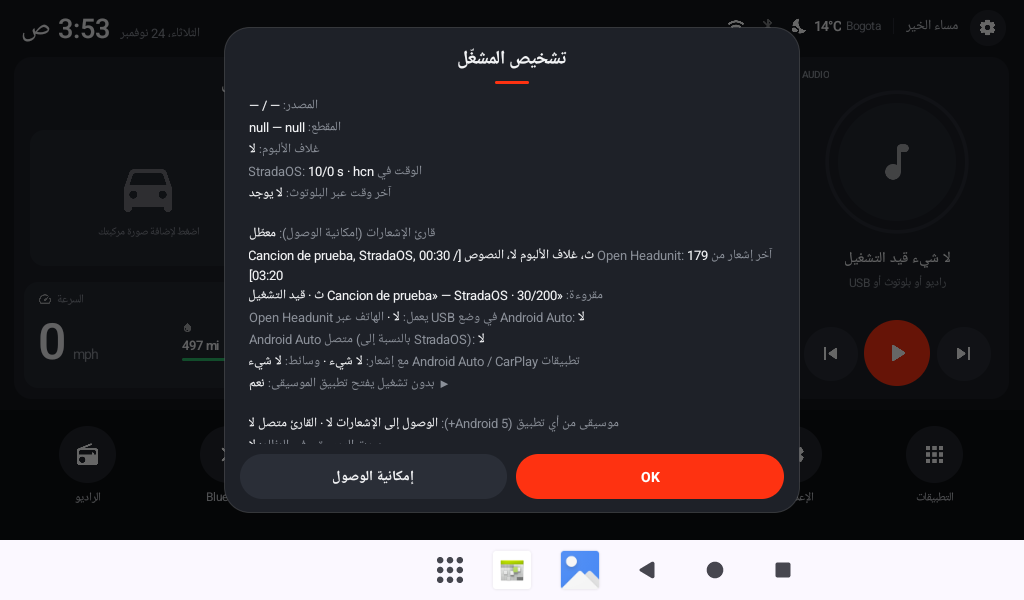 3:53 ص
الثلاثاء، 24 نوفمبر
14°C Bogota
مساء الخير
تشخيص المشغّل
المصدر: — / —
المقطع: null — null
غلاف الألبوم: لا
الوقت في StradaOS: 10/0 s · hcn
آخر وقت عبر البلوتوث: لا يوجد
قارئ الإشعارات (إمكانية الوصول): معطّل
آخر إشعار من Open Headunit: 179 ث، غلاف الألبوم لا، النصوص [/ Cancion de prueba, StradaOS, 00:30
03:20]
مقروءة: «Cancion de prueba» — StradaOS · 30/200 ث · قيد التشغيل
Android Auto في وضع USB يعمل: لا · الهاتف عبر Open Headunit: لا
Android Auto متصل (بالنسبة إلى StradaOS): لا
تطبيقات Android Auto / CarPlay مع إشعار: لا شيء · وسائط: لا شيء
▶ بدون تشغيل يفتح تطبيق الموسيقى: نعم
موسيقى من أي تطبيق (Android 5+): الوصول إلى الإشعارات لا · القارئ متصل لا
OK
إمكانية الوصول
اضغط لإضافة صورة مركبتك
السرعة
0 mph
497 mi
AUDIO
لا شيء قيد التشغيل
راديو أو بلوتوث أو USB
الراديو
Blue
الإع
التطبيقات